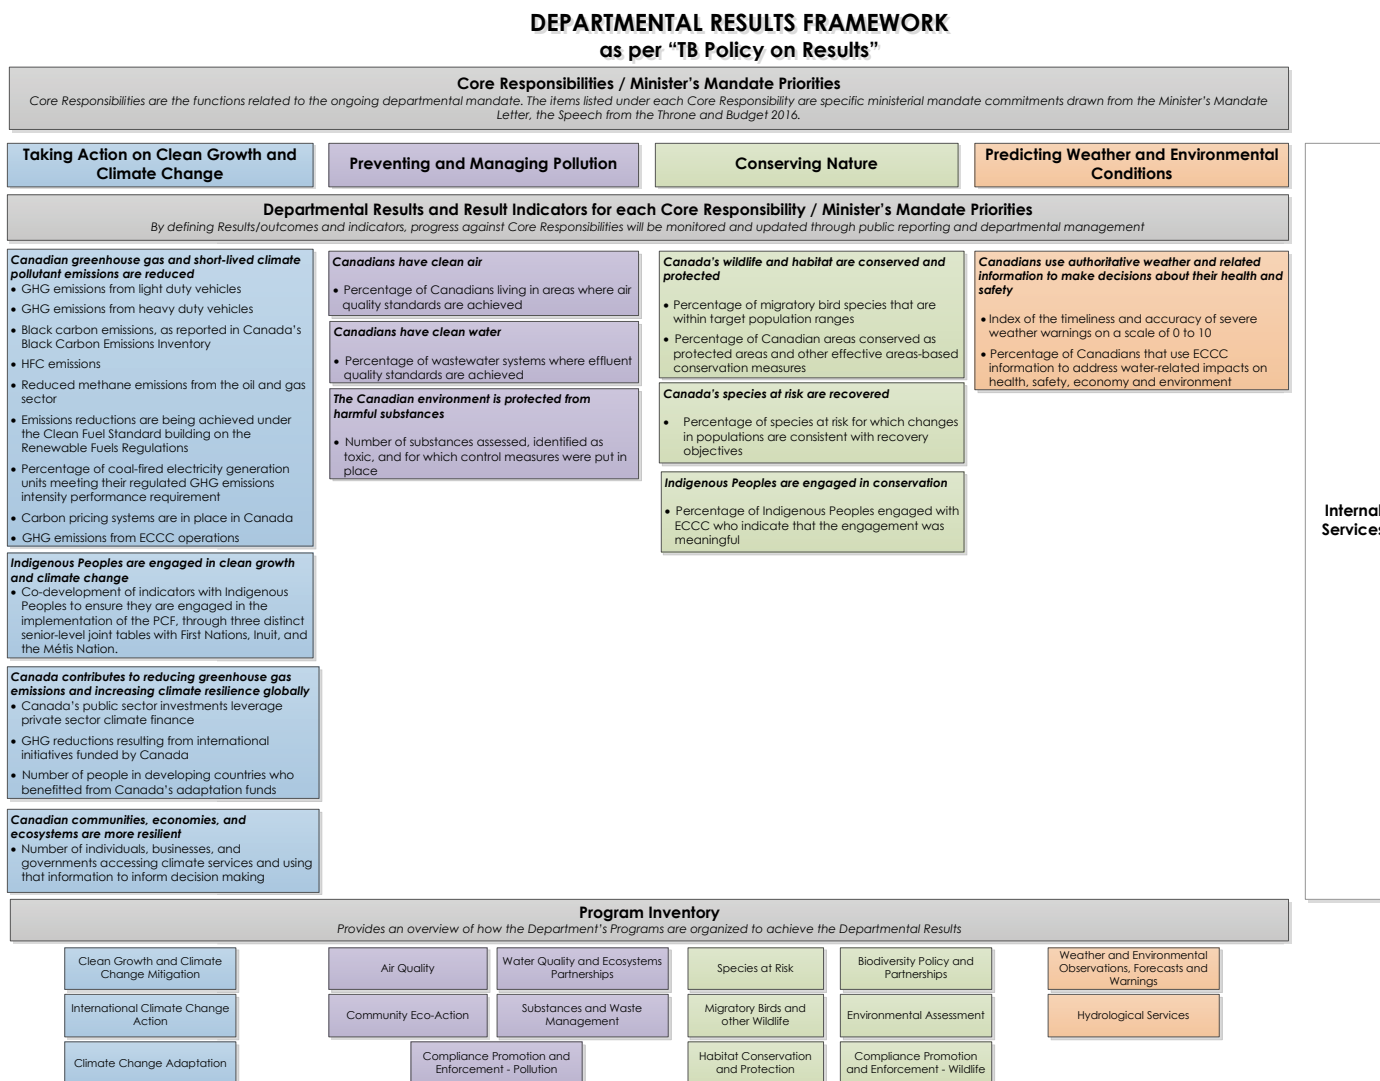 DEPARTMENTAL RESULTS FRAMEWORK
as per “TB Policy on Results”
Core Responsibilities / Minister’s Mandate Priorities
Core Responsibilities are the functions related to the ongoing departmental mandate. The items listed under each Core Responsibility are specific ministerial mandate commitments drawn from the Minister’s Mandate
Letter, the Speech from the Throne and Budget 2016.
Taking Action on Clean Growth and
Climate Change
Preventing and Managing Pollution
Conserving Nature
Predicting Weather and Environmental
Conditions
Departmental Results and Result Indicators for each Core Responsibility / Minister’s Mandate Priorities
By defining Results/outcomes and indicators, progress against Core Responsibilities will be monitored and updated through public reporting and departmental management
Canadian greenhouse gas and short-lived climate
pollutant emissions are reduced
• GHG emissions from light duty vehicles
• GHG emissions from heavy duty vehicles
• Black carbon emissions, as reported in Canada’s
Black Carbon Emissions Inventory
• HFC emissions
• Reduced methane emissions from the oil and gas
sector
• Emissions reductions are being achieved under
the Clean Fuel Standard building on the
Renewable Fuels Regulations
• Percentage of coal-fired electricity generation
units meeting their regulated GHG emissions
intensity performance requirement
• Carbon pricing systems are in place in Canada
• GHG emissions from ECCC operations
Indigenous Peoples are engaged in clean growth
and climate change
• Co-development of indicators with Indigenous
Peoples to ensure they are engaged in the
implementation of the PCF, through three distinct
senior-level joint tables with First Nations, Inuit, and
the Métis Nation.
Canada contributes to reducing greenhouse gas
emissions and increasing climate resilience globally
• Canada’s public sector investments leverage
private sector climate finance
• GHG reductions resulting from international
initiatives funded by Canada
• Number of people in developing countries who
benefitted from Canada’s adaptation funds
Canadian communities, economies, and
ecosystems are more resilient
• Number of individuals, businesses, and
governments accessing climate services and using
that information to inform decision making
Canadians have clean air
• Percentage of Canadians living in areas where air
quality standards are achieved
Canadians have clean water
• Percentage of wastewater systems where effluent
quality standards are achieved
The Canadian environment is protected from
harmful substances
• Number of substances assessed, identified as
toxic, and for which control measures were put in
place
Canada’s wildlife and habitat are conserved and
protected
• Percentage of migratory bird species that are
within target population ranges
• Percentage of Canadian areas conserved as
protected areas and other effective areas-based
conservation measures
Canada’s species at risk are recovered
• Percentage of species at risk for which changes
in populations are consistent with recovery
objectives
Indigenous Peoples are engaged in conservation
• Percentage of Indigenous Peoples engaged with
ECCC who indicate that the engagement was
meaningful
Canadians use authoritative weather and related
information to make decisions about their health and
safety
• Index of the timeliness and accuracy of severe
weather warnings on a scale of 0 to 10
• Percentage of Canadians that use ECCC
information to address water-related impacts on
health, safety, economy and environment
Internal
Services
Program Inventory
Provides an overview of how the Department’s Programs are organized to achieve the Departmental Results
Clean Growth and Climate
Change Mitigation
International Climate Change
Action
Climate Change Adaptation
Air Quality
Water Quality and Ecosystems
Partnerships
Community Eco-Action
Substances and Waste
Management
Compliance Promotion and
Enforcement - Pollution
Species at Risk
Biodiversity Policy and
Partnerships
Migratory Birds and
other Wildlife
Environmental Assessment
Habitat Conservation
and Protection
Compliance Promotion
and Enforcement - Wildlife
Weather and Environmental
Observations, Forecasts and
Warnings
Hydrological Services